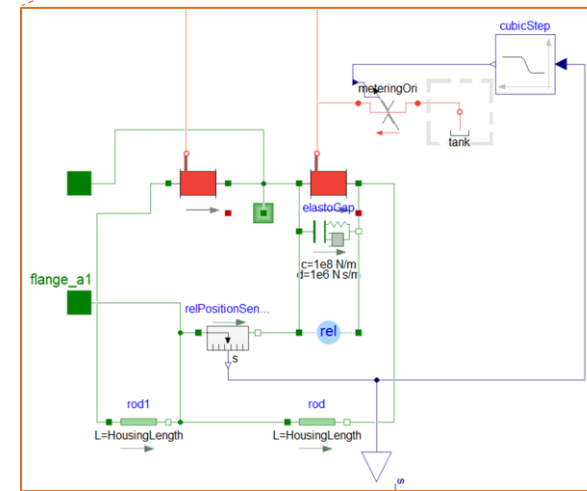 cubicStep
meteringOri
tank
elastoGap
c=1e8 N/m
d=1e6 N s/m
flange_a1
relPositionSen...
rel
s
rod1
rod
L=HousingLength
L=HousingLength
s